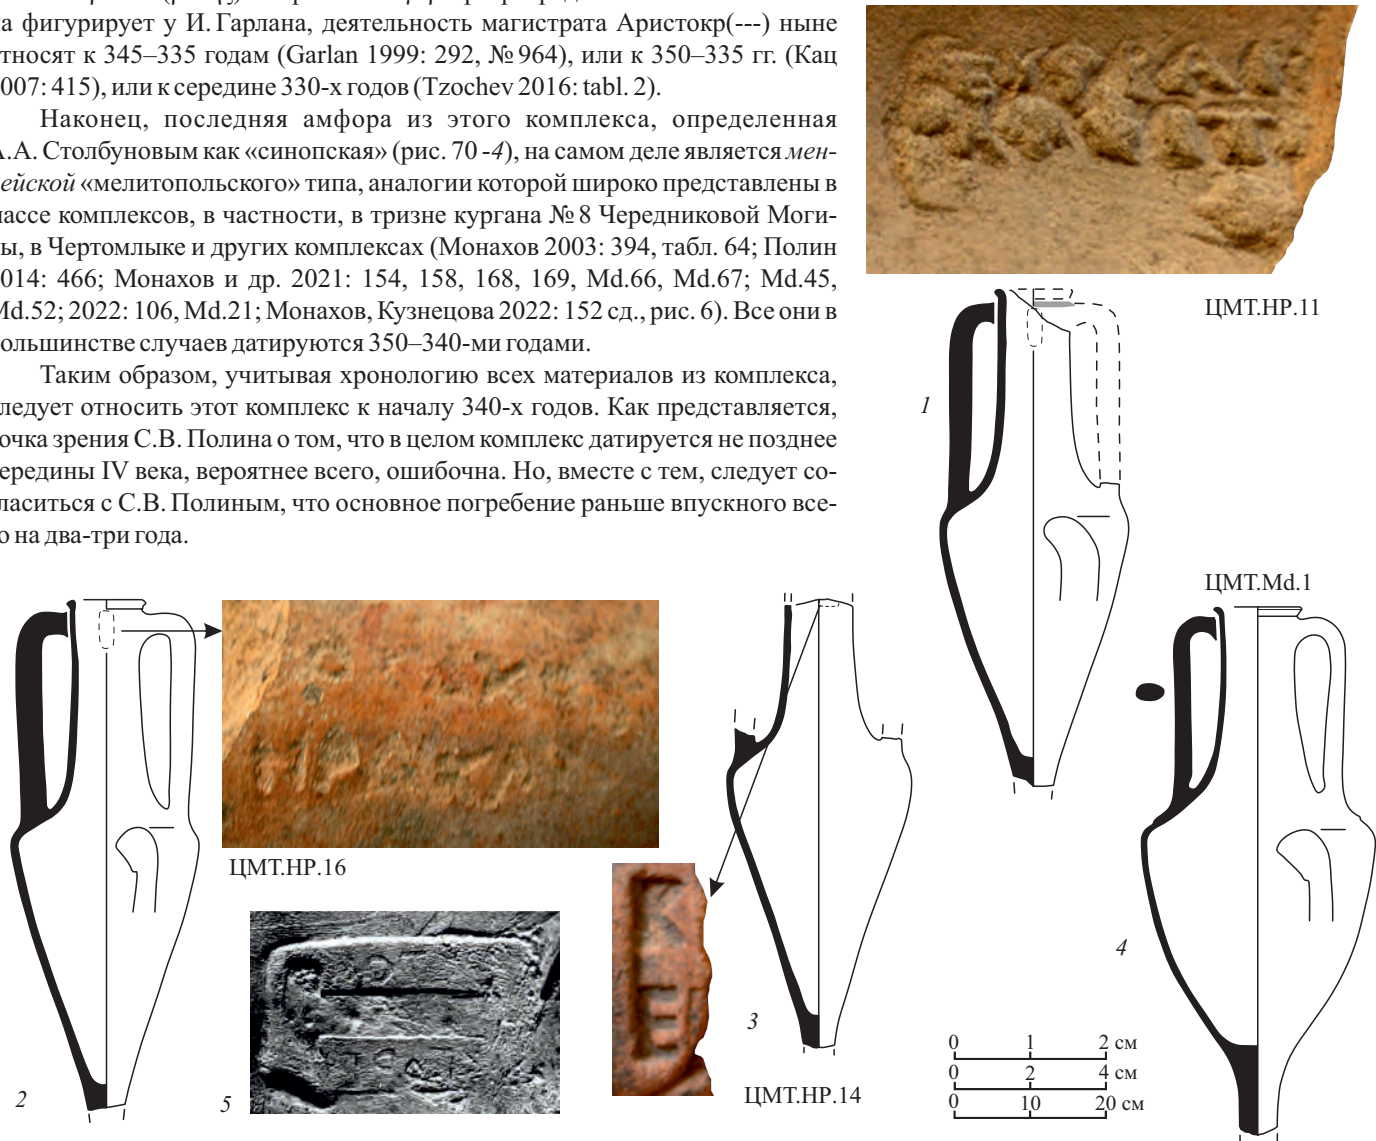 на фигурирует у И. Гарлана, деятельность магистрата Аристокр(---) ныне
тносят к 345–335 годам (Garlan 1999: 292, № 964), или к 350–335 гг. (Кац
007: 415), или к середине 330-х годов (Tzochev 2016: tabl. 2).
Наконец, последняя амфора из этого комплекса, определенная
А.А. Столбуновым как «синопская» (рис. 70 -4), на самом деле является мен-
ейской «мелитопольского» типа, аналогии которой широко представлены в
массе комплексов, в частности, в тризне кургана № 8 Чередниковой Моги-
ы, в Чертомлыке и других комплексах (Монахов 2003: 394, табл. 64; Полин
014: 466; Монахов и др. 2021: 154, 158, 168, 169, Md.66, Md.67; Md.45,
Md.52; 2022: 106, Md.21; Монахов, Кузнецова 2022: 152 сд., рис. 6). Все они в
ольшинстве случаев датируются 350–340-ми годами.
Таким образом, учитывая хронологию всех материалов из комплекса,
ледует относить этот комплекс к началу 340-х годов. Как представляется,
очка зрения С.В. Полина о том, что в целом комплекс датируется не позднее
ередины IV века, вероятнее всего, ошибочна. Но, вместе с тем, следует со-
ласиться с С.В. Полиным, что основное погребение раньше впускного все-
о на два-три года.
ЦМТ.НР.11
1
ЦМТ.Md.1
ЦМТ.НР.16
2
5
3
ЦМТ.НР.14
4
0 1 2 см
0 2 4 см
0 10 20 см